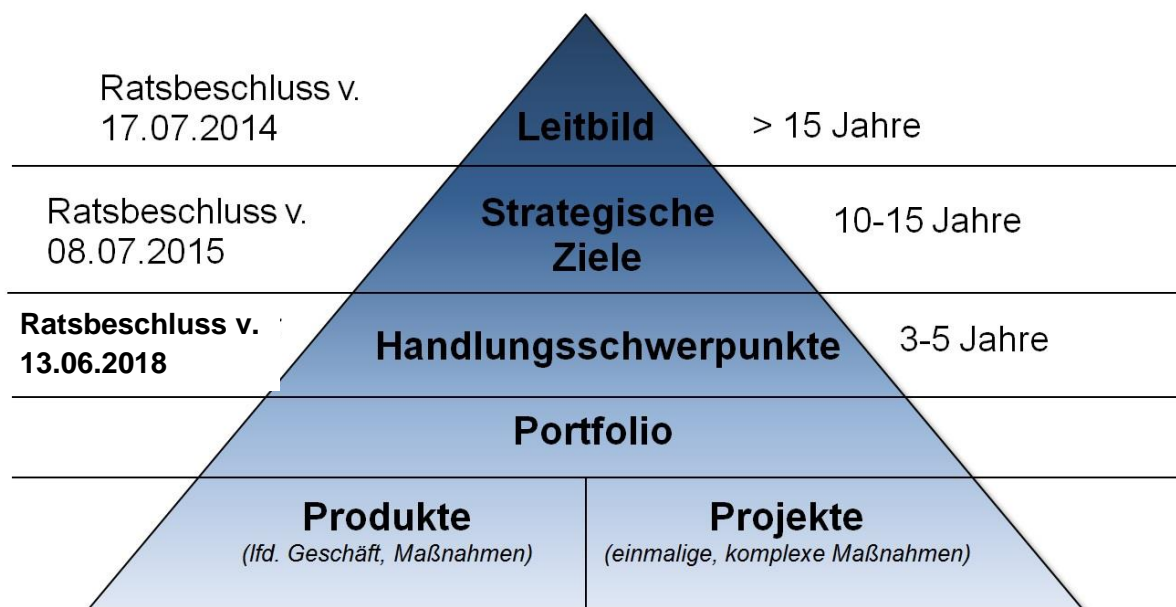 Ratsbeschluss v.
17.07.2014
Leitbild
> 15 Jahre
Ratsbeschluss v.
08.07.2015
Strategische
Ziele
10-15 Jahre
Ratsbeschluss v.
13.06.2018
Handlungsschwerpunkte
3-5 Jahre
Portfolio
Produkte
(lfd. Geschäft, Maßnahmen)
Projekte
(einmalige, komplexe Maßnahmen)